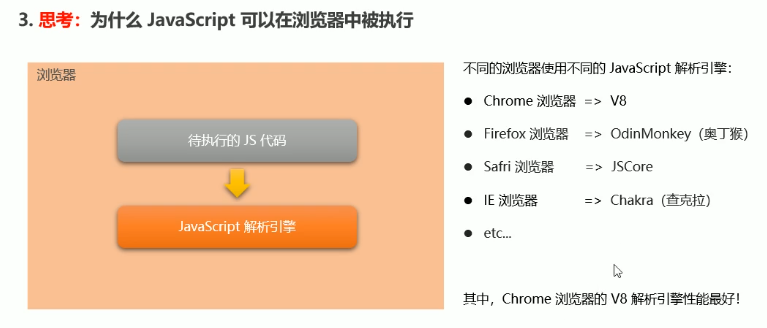 3. 思考：为什么 JavaScript 可以在浏览器中被执行
浏览器
待执行的 JS 代码
JavaScript 解析引擎
不同的浏览器使用不同的 JavaScript 解析引擎：
● Chrome 浏览器 => V8
● Firefox 浏览器 => OdinMonkey（奥丁猴）
● Safri 浏览器 => JSCore
● IE 浏览器 => Chakra（查克拉）
● etc...
其中，Chrome 浏览器的 V8 解析引擎性能最好！